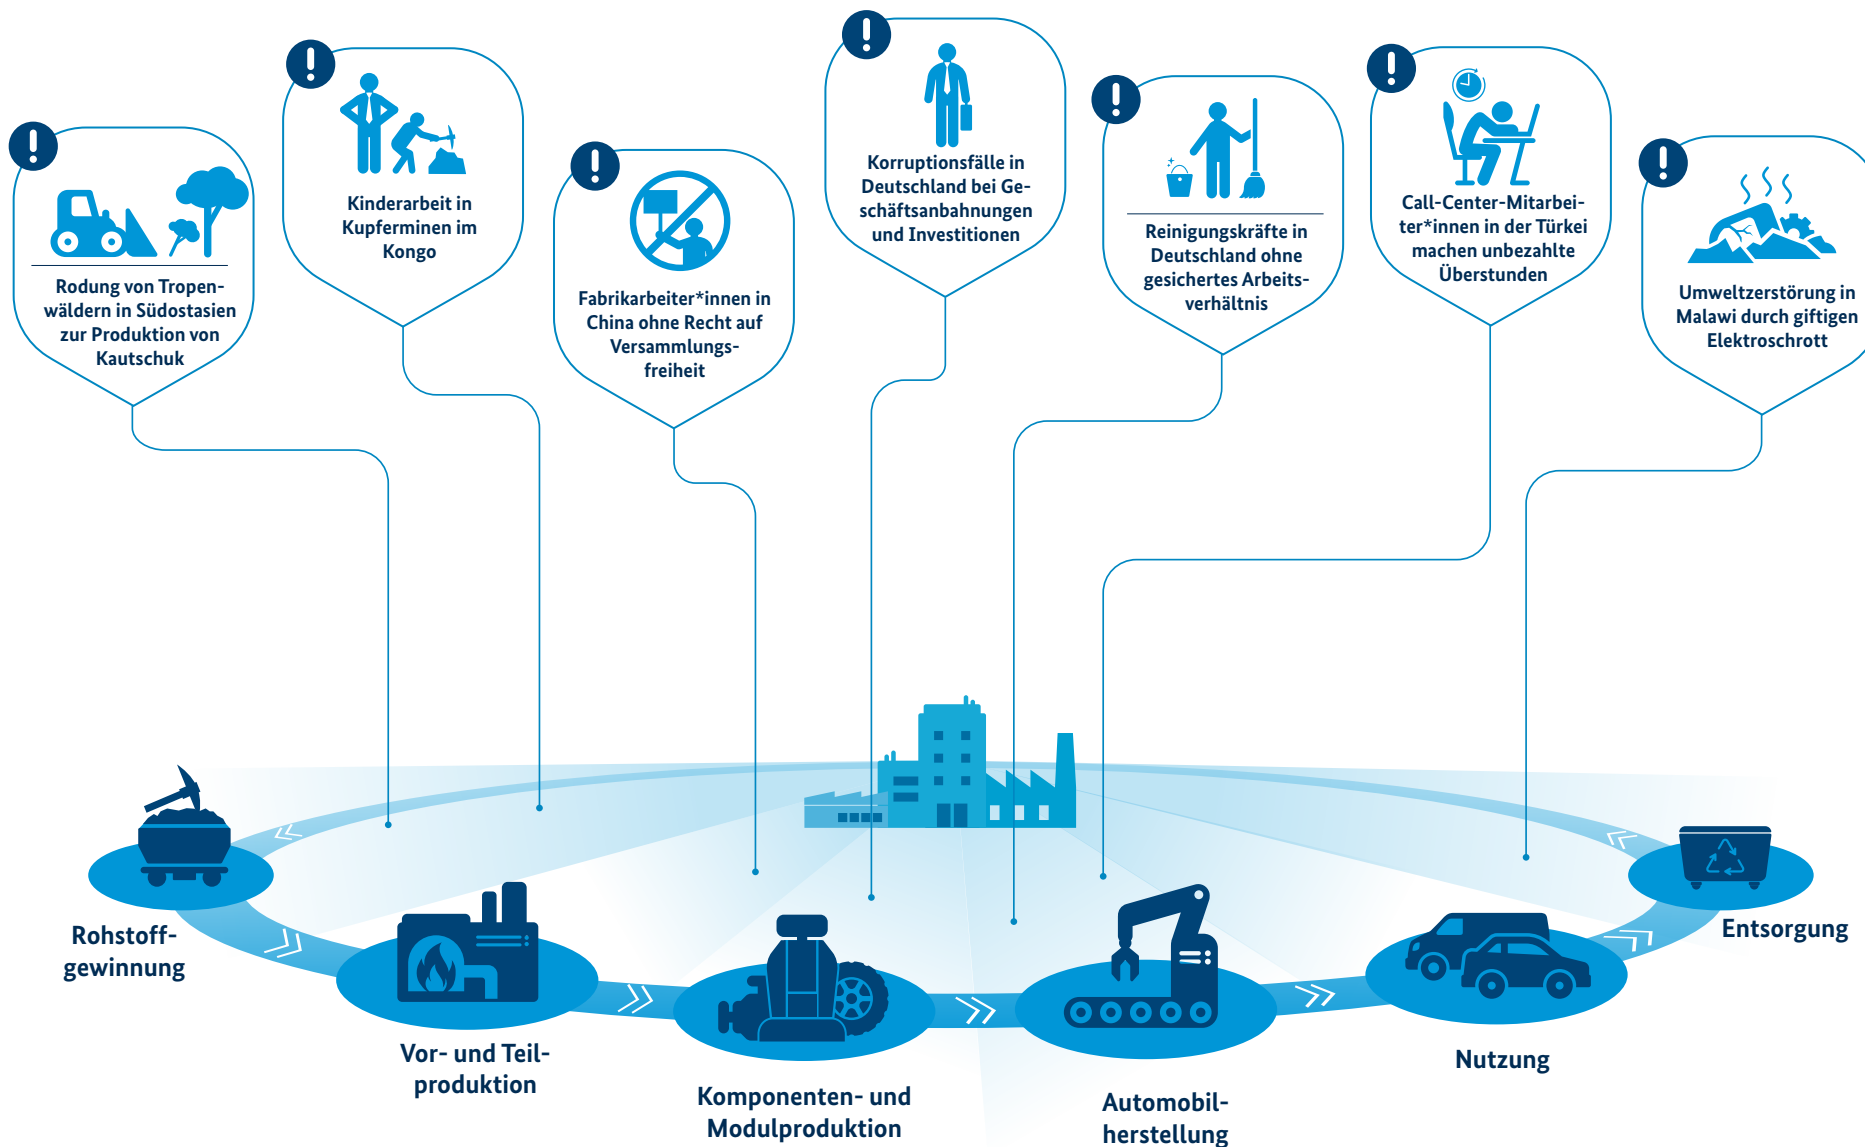 Rodung von Tropen-
wäldern in Südostasien
zur Produktion von
Kautschuk
Kinderarbeit in
Kupferminen im
Kongo
Fabrikarbeiter*innen in
China ohne Recht auf
Versammlungs-
freiheit
Korruptionsfälle in
Deutschland bei Ge-
schäftsanbahnungen
und Investitionen
Reinigungskräfte in
Deutschland ohne
gesichertes Arbeits-
verhältnis
Call-Center-Mitarbei-
ter*innen in der Türkei
machen unbezahlte
Überstunden
Umweltzerstörung in
Malawi durch giftigen
Elektroschrott
Rohstoff-
gewinnung
Vor- und Teil-
produktion
Komponenten- und
Modulproduktion
Automobil-
herstellung
Nutzung
Entsorgung